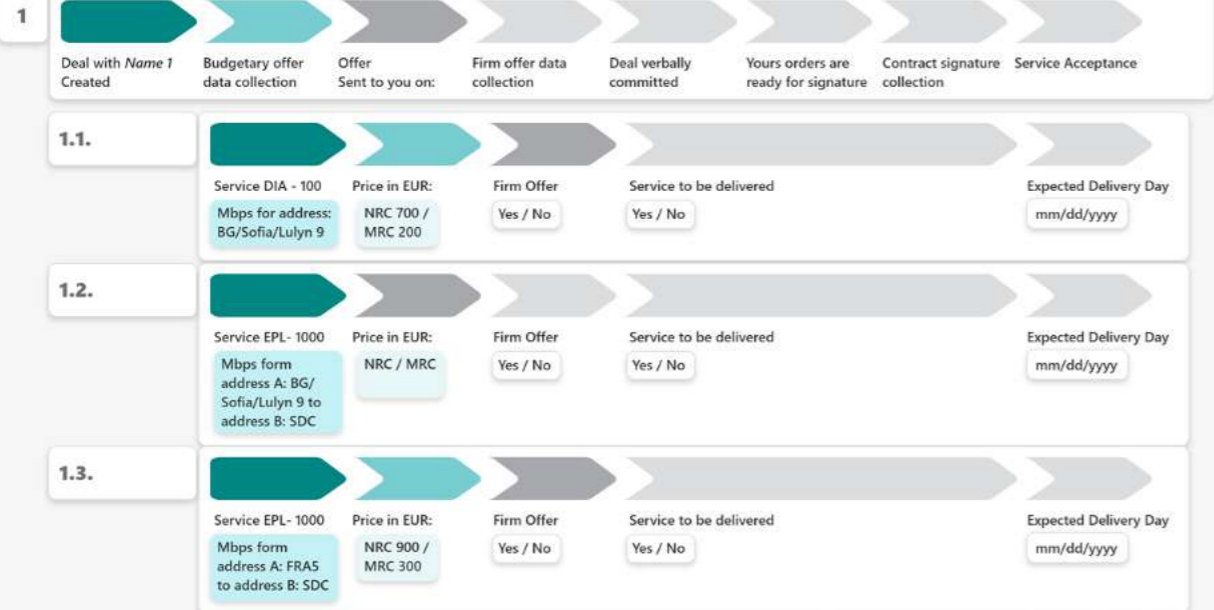 1
Deal with Name 1
Created
Budgetary offer
data collection
Offer
Sent to you on:
Firm offer data
collection
Deal verbally
committed
Yours orders are
ready for signature
Contract signature
collection
Service Acceptance
1.1.
Service DIA - 100
Mbps for address:
BG/Sofia/Lulyn 9
Price in EUR:
NRC 700 /
MRC 200
Firm Offer
Yes / No
Service to be delivered
Yes / No
Expected Delivery Day
mm/dd/yyyy
1.2.
Service EPL- 1000
Mbps form
address A: BG/
Sofia/Lulyn 9 to
address B: SDC
Price in EUR:
NRC / MRC
Firm Offer
Yes / No
Service to be delivered
Yes / No
Expected Delivery Day
mm/dd/yyyy
1.3.
Service EPL- 1000
Mbps form
address A: FRA5
to address B: SDC
Price in EUR:
NRC 900 /
MRC 300
Firm Offer
Yes / No
Service to be delivered
Yes / No
Expected Delivery Day
mm/dd/yyyy